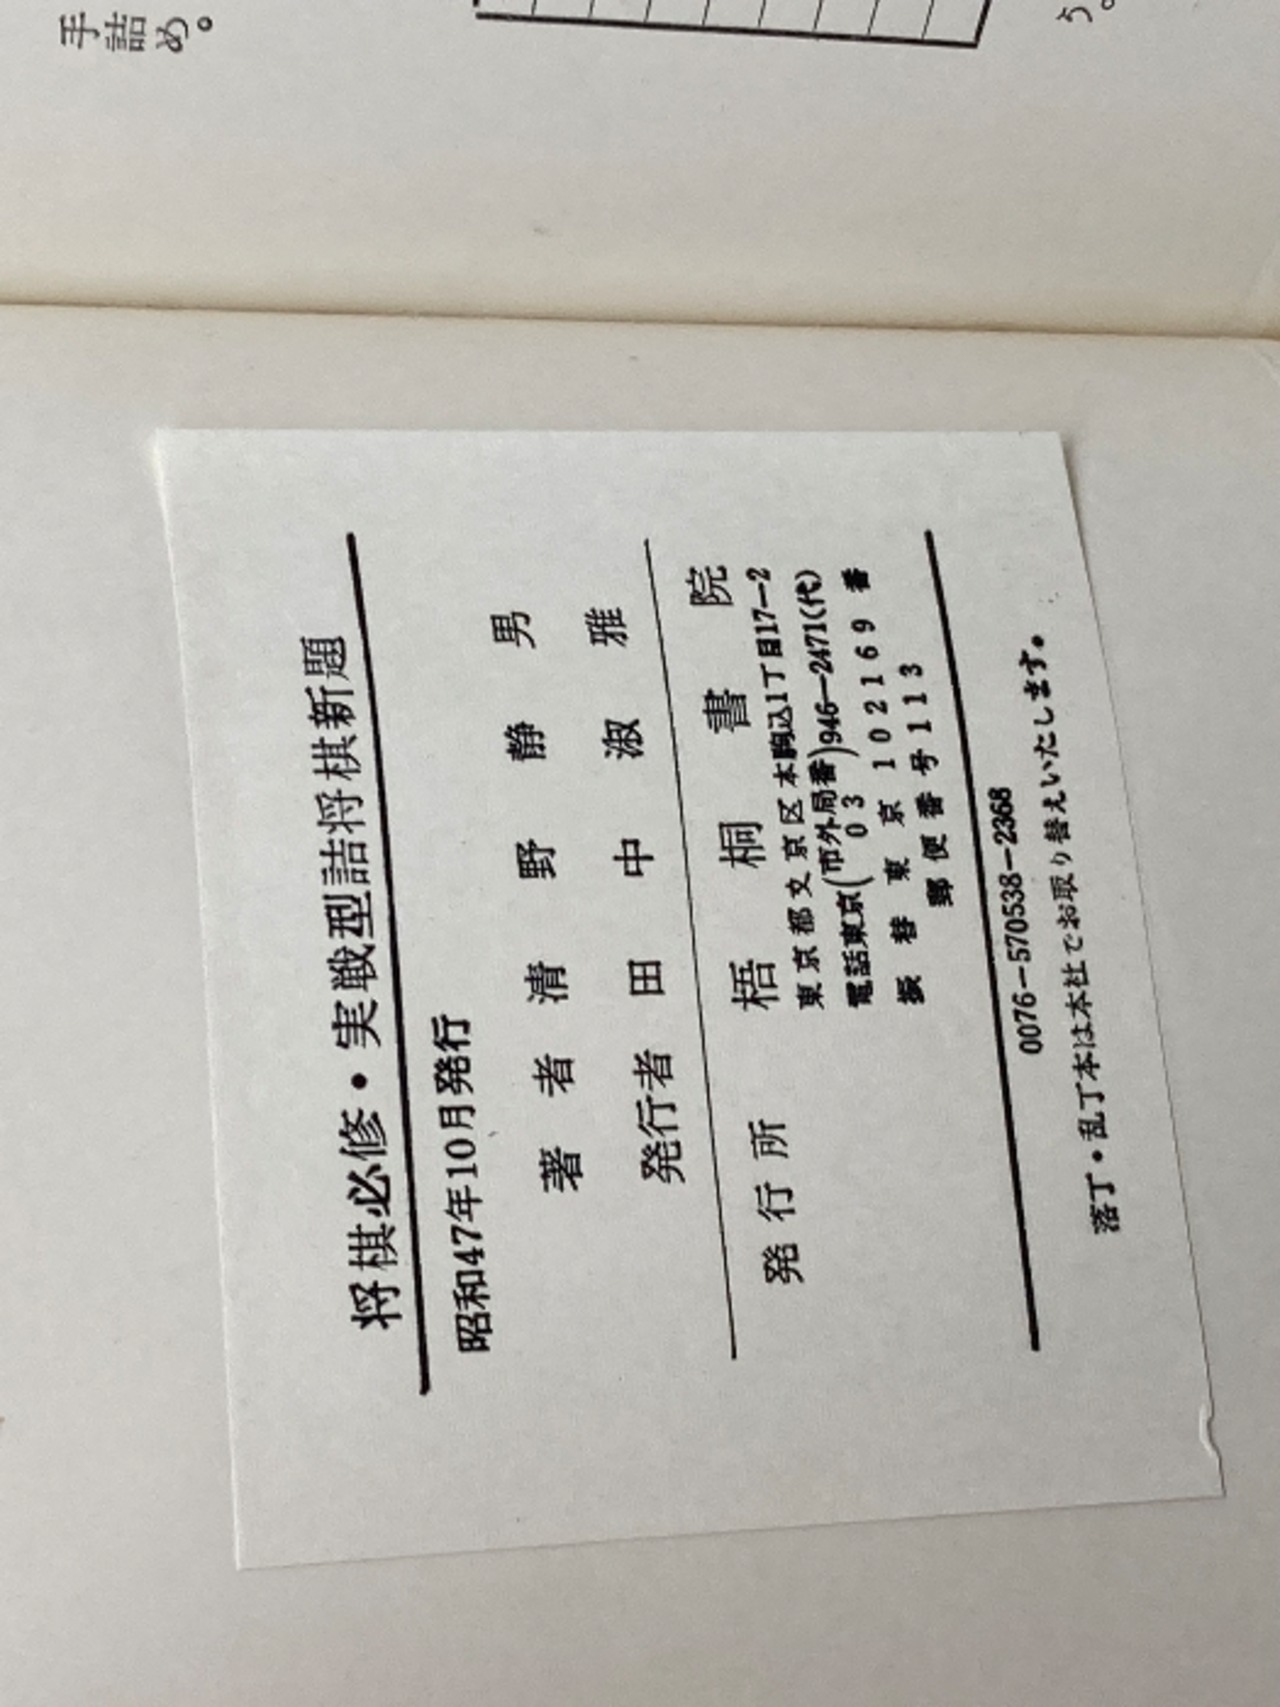 手詰め。
う。
将棋必修・実戦型詰将棋新題
昭和47年10月発行
著者 清野静男
発行者 田中淑雅
発行所 梧桐書院
東京都文京区本駒込1丁目17-2
電話東京(市外局番03)946-2471(代)
振替東京102169番
郵便番号113
0076-570538-2368
落丁・乱丁本は本社でお取り替えいたします。